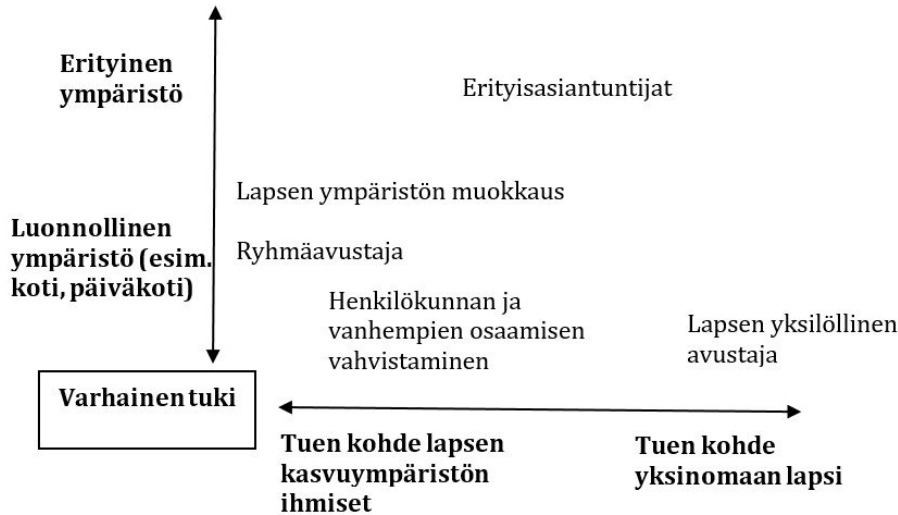 Erityinen
ympäristö
Erityisasiantuntijat
Lapsen ympäristön muokkaus
Luonnollinen
ympäristö (esim.
koti, päiväkoti)
Ryhmäavustaja
Henkilökunnan ja
vanhempien osaamisen
vahvistaminen
Lapsen yksilöllinen
avustaja
Varhainen tuki
Tuen kohde lapsen
kasvuympäristön
ihmiset
Tuen kohde
yksinomaan lapsi